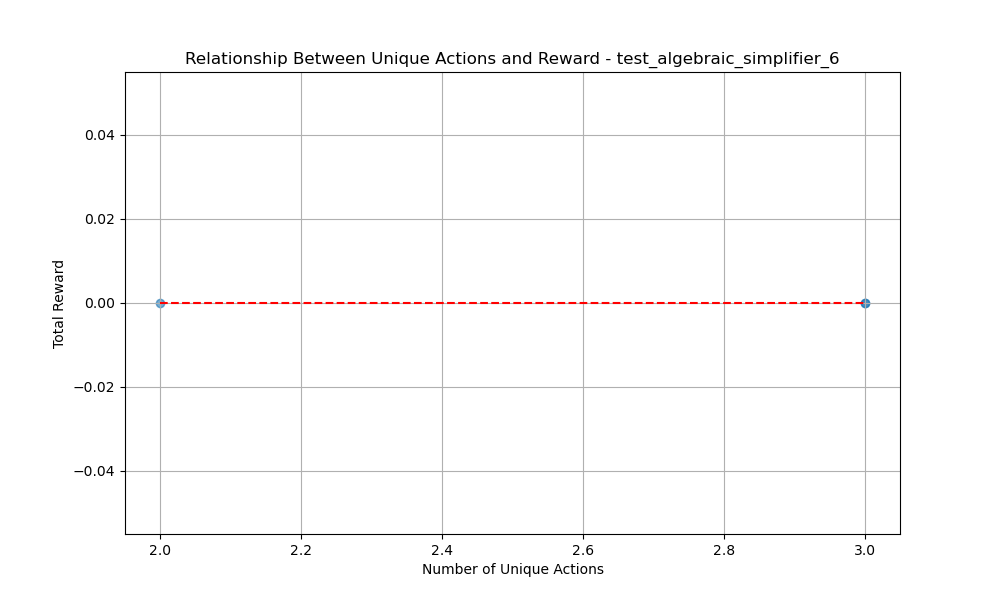 Relationship Between Unique Actions and Reward - test_algebraic_simplifier_6
0.04
0.02
0.00
−0.02
−0.04
Total Reward
2.0 2.2 2.4 2.6 2.8 3.0
Number of Unique Actions